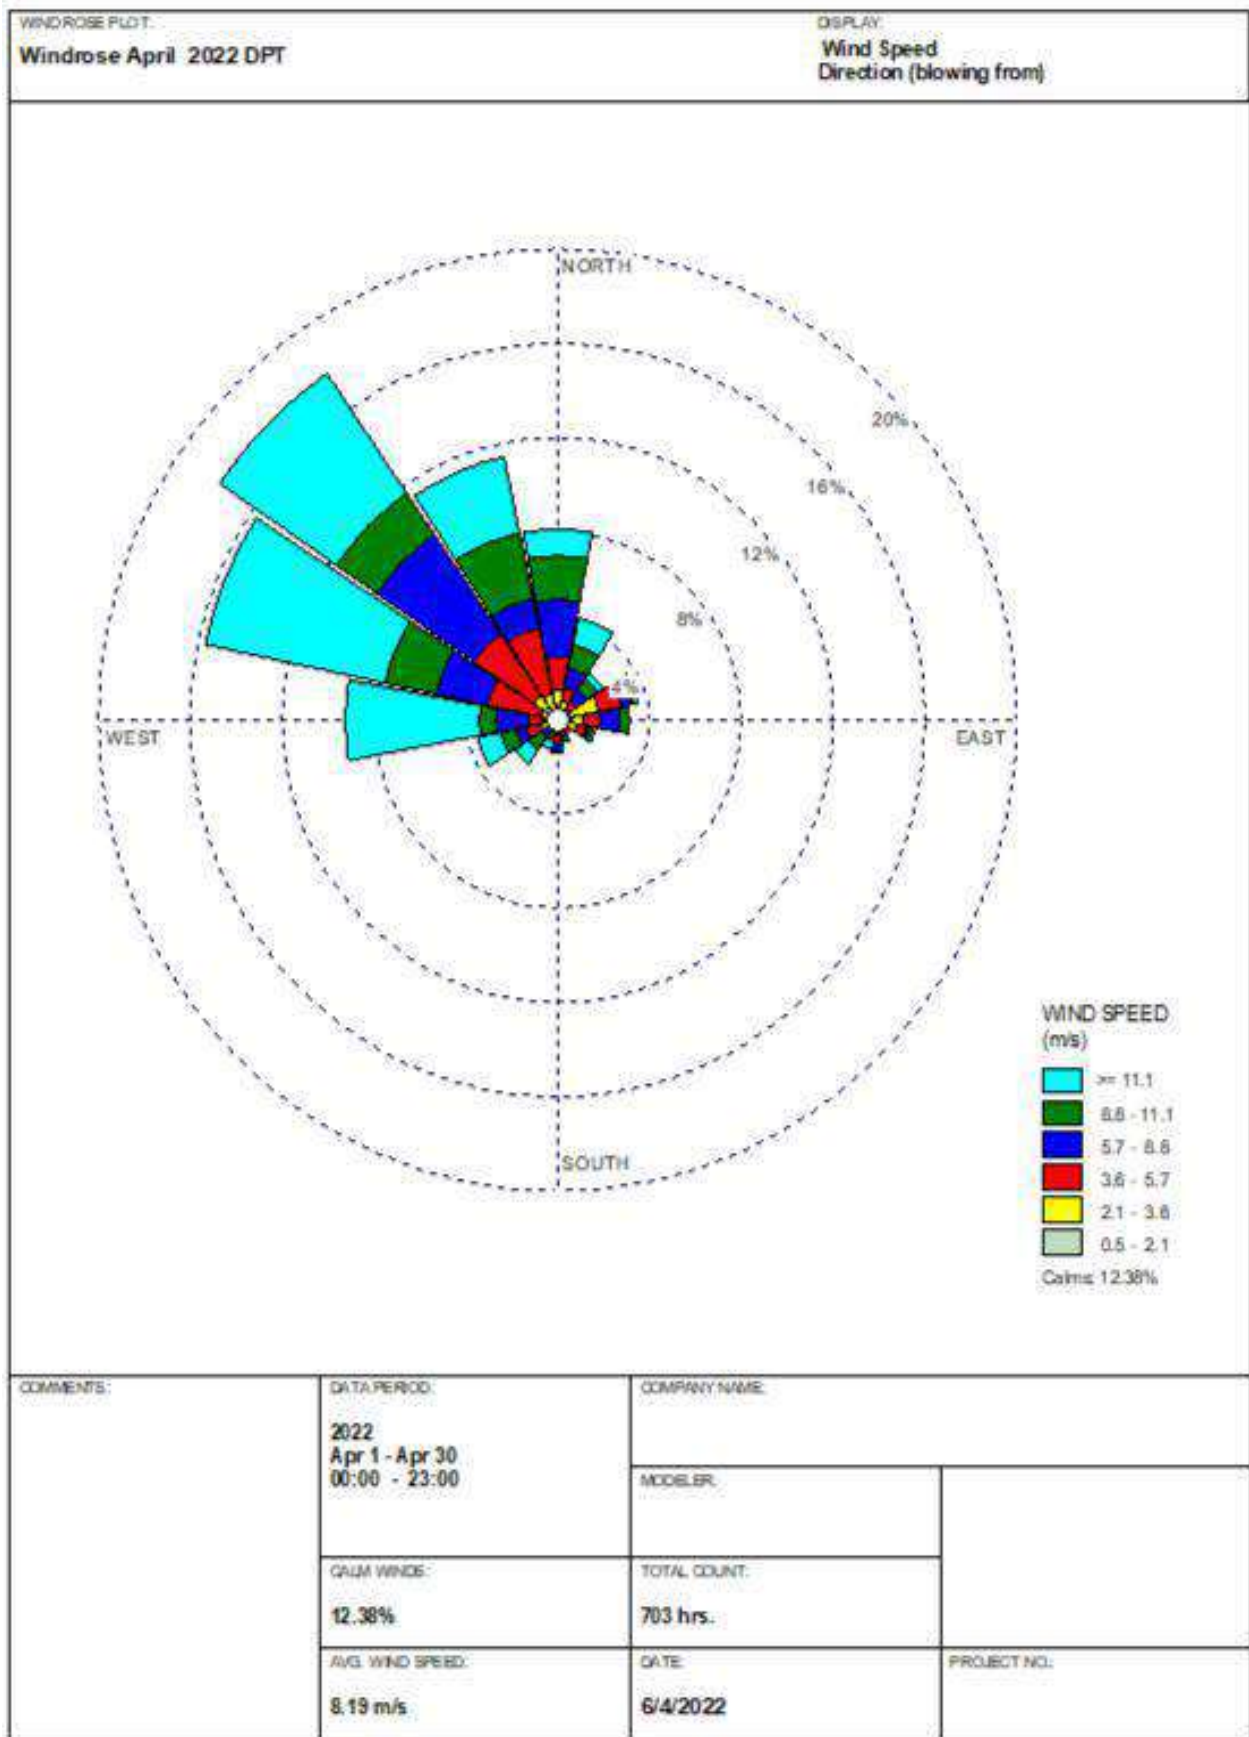 WIND ROSE PLOT:
Windrose April 2022 DPT
DISPLAY:
Wind Speed
Direction (blowing from)
NORTH
20%
16%
12%
8%
4%
WEST
EAST
SOUTH
WIND SPEED
(m/s)
>= 11.1
8.8 - 11.1
5.7 - 8.8
3.6 - 5.7
2.1 - 3.6
0.5 - 2.1
Calms: 12.38%
COMMENTS:
DATA PERIOD:
2022
Apr 1 - Apr 30
00:00 - 23:00
COMPANY NAME:
MODELER:
CALM WINDS:
12.38%
TOTAL COUNT:
703 hrs.
AVG. WIND SPEED:
8.19 m/s
DATE:
6/4/2022
PROJECT NO.: